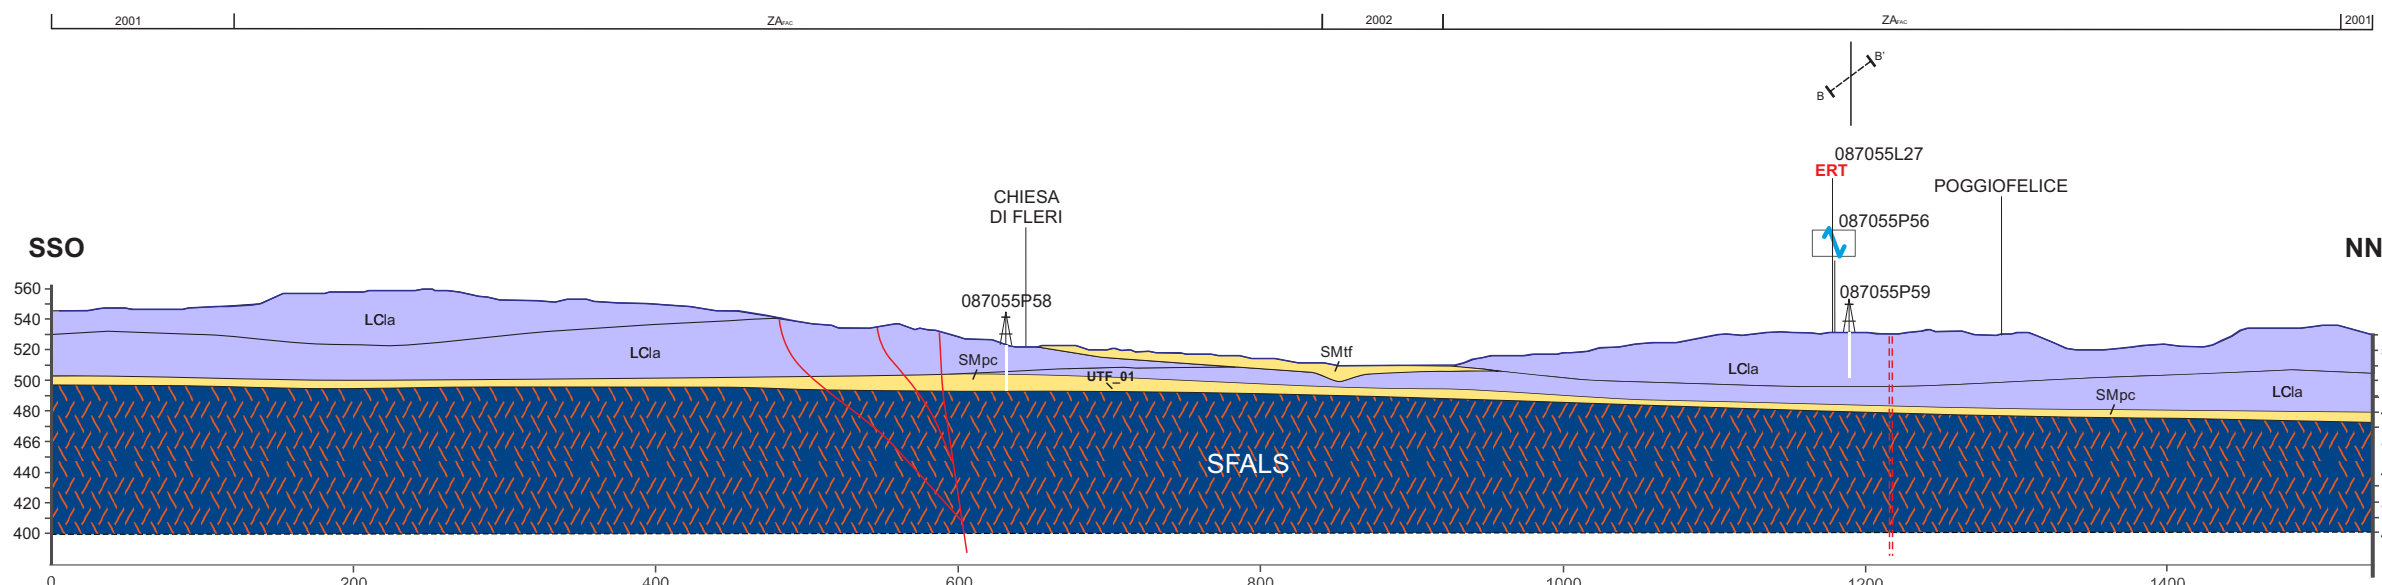 2001
ZAFAC
2002
ZAFAC
2001
B'
B
087055L27
ERT
CHIESA
DI FLERI
POGGIOFELICE
087055P56
SSO
NN
560
087055P58
087055P59
540
LCla
520
LCla
SMpc
SMtf
LCla
500
UTF_01
SMpc
LCla
480
466
SFALS
440
420
400
0
200
400
600
800
1000
1200
1400